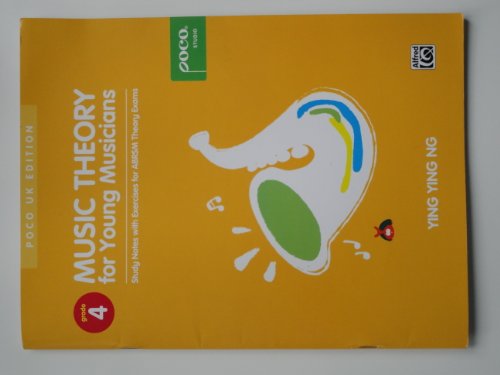 POCO UK EDITION
poco
STUDIO
Alfred
MUSIC THEORY
for Young Musicians
Study Notes with Exercises for ABRSM Theory Exams
grade
4
YING YING NG